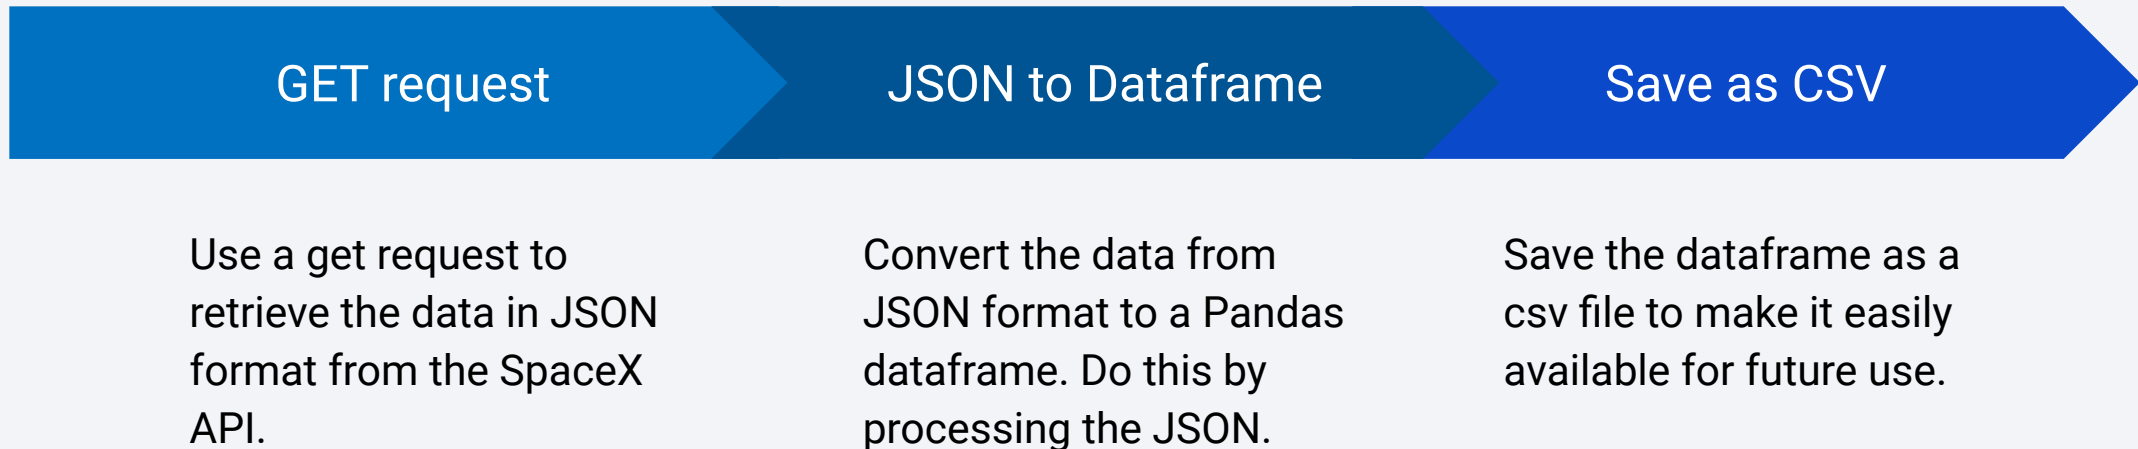 GET request
JSON to Dataframe
Save as CSV
Use a get request to
retrieve the data in JSON
format from the SpaceX
API.
Convert the data from
JSON format to a Pandas
dataframe. Do this by
processing the JSON.
Save the dataframe as a
csv file to make it easily
available for future use.